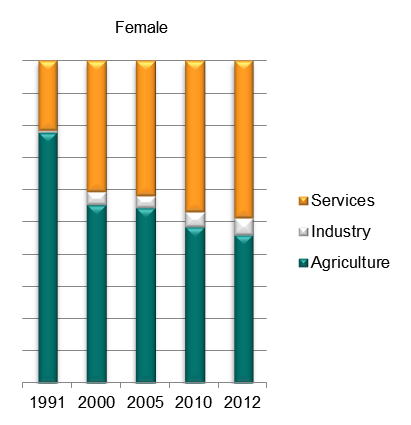 Female
Services
Industry
Agriculture
1991 2000 2005 2010 2012